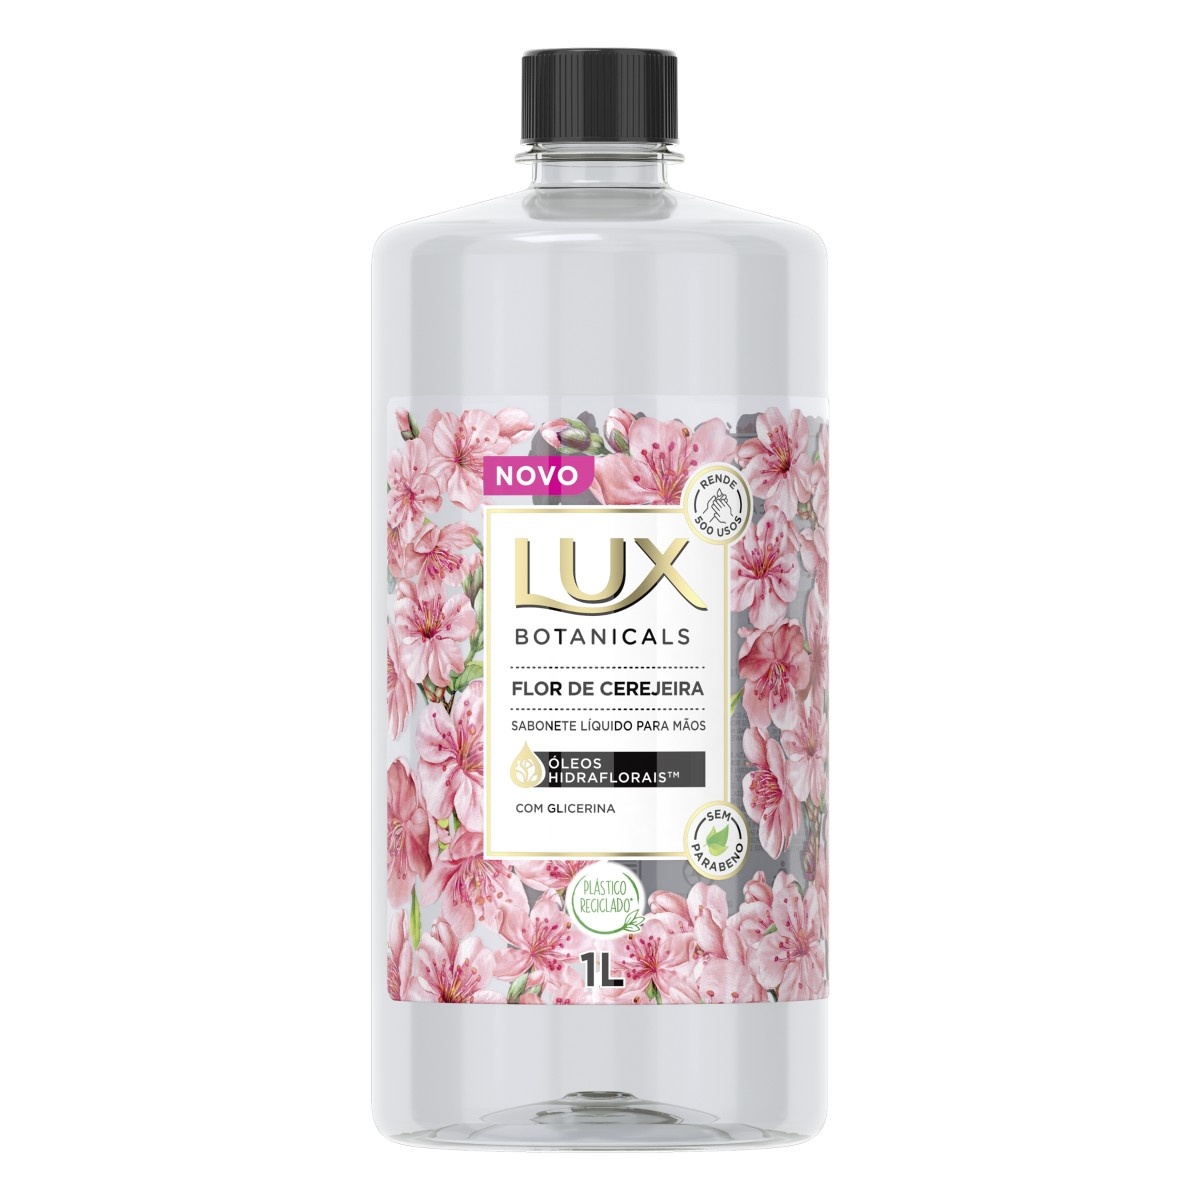 NOVO
RENDE
500 USOS
LUX
BOTANICALS
FLOR DE CEREJEIRA
SABONETE LÍQUIDO PARA MÃOS
ÓLEOS
HIDRAFLORAIS™
COM GLICERINA
SEM
PARABENO
PLÁSTICO
RECICLADO*
1L